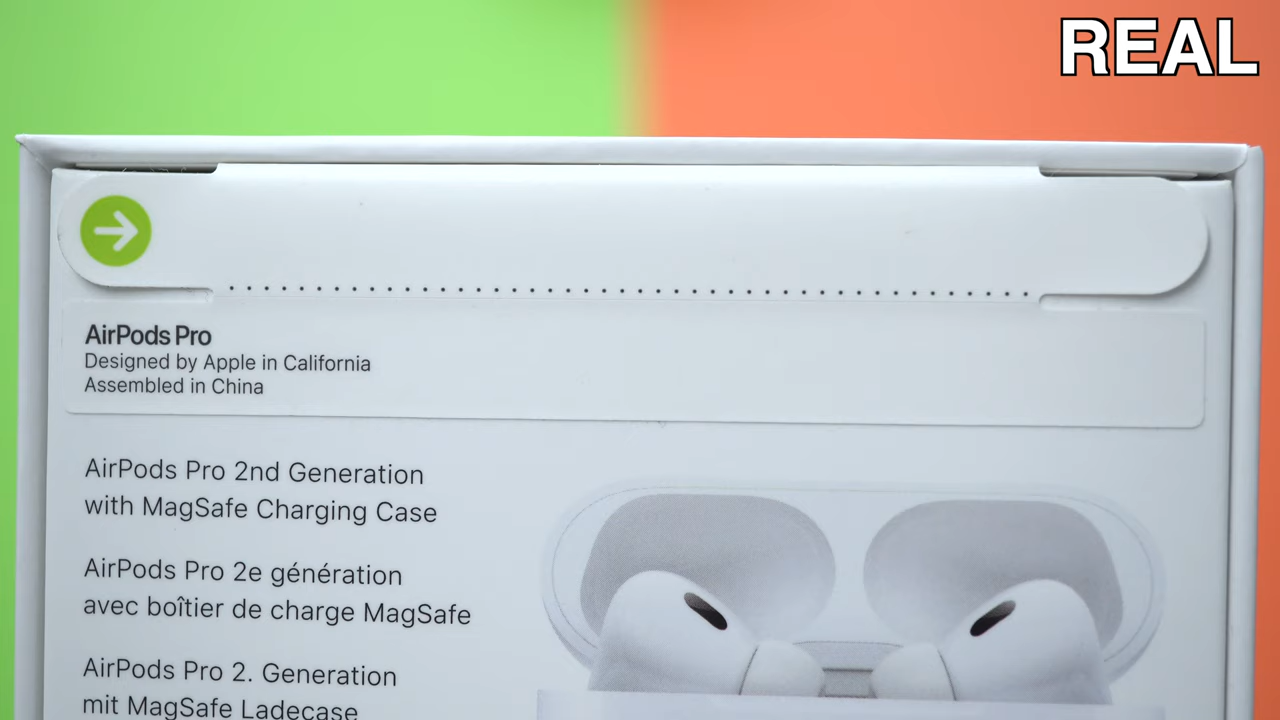 REAL
AirPods Pro
Designed by Apple in California
Assembled in China
AirPods Pro 2nd Generation
with MagSafe Charging Case
AirPods Pro 2e génération
avec boîtier de charge MagSafe
AirPods Pro 2. Generation
mit MagSafe Ladecase